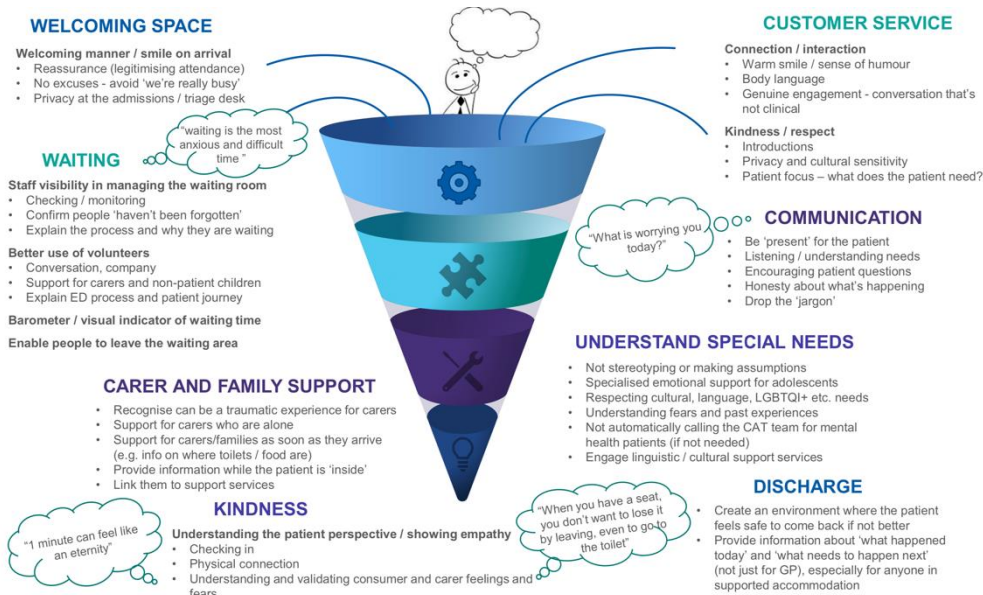 WELCOMING SPACE
Welcoming manner / smile on arrival
• Reassurance (legitimising attendance)
• No excuses - avoid 'we're really busy'
• Privacy at the admissions / triage desk
"waiting is the most
anxious and difficult
time "
WAITING
Staff visibility in managing the waiting room
• Checking / monitoring
• Confirm people 'haven't been forgotten'
• Explain the process and why they are waiting
Better use of volunteers
• Conversation, company
• Support for carers and non-patient children
• Explain ED process and patient journey
Barometer / visual indicator of waiting time
Enable people to leave the waiting area
CARER AND FAMILY SUPPORT
• Recognise can be a traumatic experience for carers
• Support for carers who are alone
• Support for carers/families as soon as they arrive
(e.g. info on where toilets / food are)
• Provide information while the patient is 'inside'
• Link them to support services
"1 minute can feel like
an eternity"
KINDNESS
Understanding the patient perspective / showing empathy
• Checking in
• Physical connection
• Understanding and validating consumer and carer feelings and
fears
CUSTOMER SERVICE
Connection / interaction
• Warm smile / sense of humour
• Body language
• Genuine engagement - conversation that's
not clinical
Kindness / respect
• Introductions
• Privacy and cultural sensitivity
• Patient focus – what does the patient need?
"What is worrying you
today?"
COMMUNICATION
• Be 'present' for the patient
• Listening / understanding needs
• Encouraging patient questions
• Honesty about what's happening
• Drop the 'jargon'
UNDERSTAND SPECIAL NEEDS
• Not stereotyping or making assumptions
• Specialised emotional support for adolescents
• Respecting cultural, language, LGBTQI+ etc. needs
• Understanding fears and past experiences
• Not automatically calling the CAT team for mental
health patients (if not needed)
• Engage linguistic / cultural support services
"When you have a seat,
you don't want to lose it
by leaving, even to go to
the toilet"
DISCHARGE
• Create an environment where the patient
feels safe to come back if not better
• Provide information about 'what happened
today' and 'what needs to happen next'
(not just for GP), especially for anyone in
supported accommodation